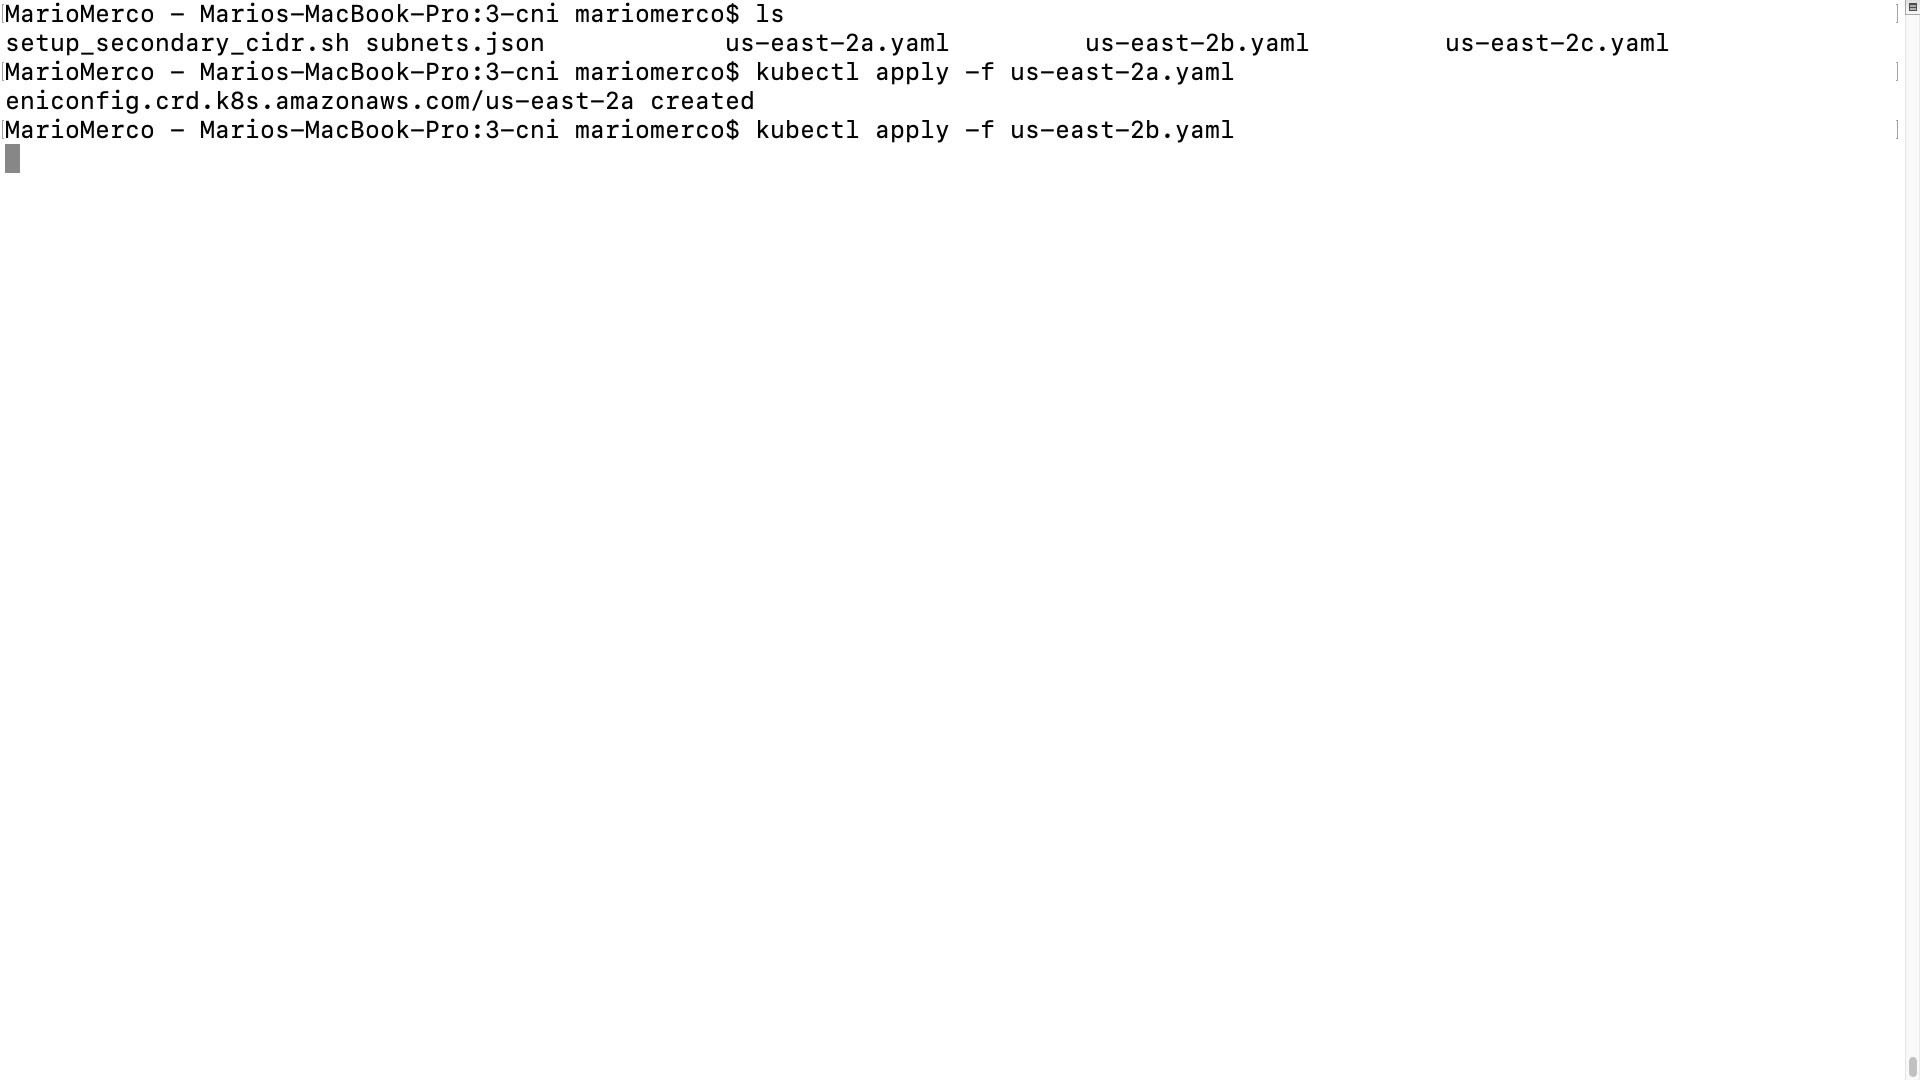 MarioMerco – Marios-MacBook-Pro:3-cni mariomerco$ ls
setup_secondary_cidr.sh subnets.json us-east-2a.yaml us-east-2b.yaml us-east-2c.yaml
MarioMerco – Marios-MacBook-Pro:3-cni mariomerco$ kubectl apply -f us-east-2a.yaml
eniconfig.crd.k8s.amazonaws.com/us-east-2a created
MarioMerco – Marios-MacBook-Pro:3-cni mariomerco$ kubectl apply -f us-east-2b.yaml